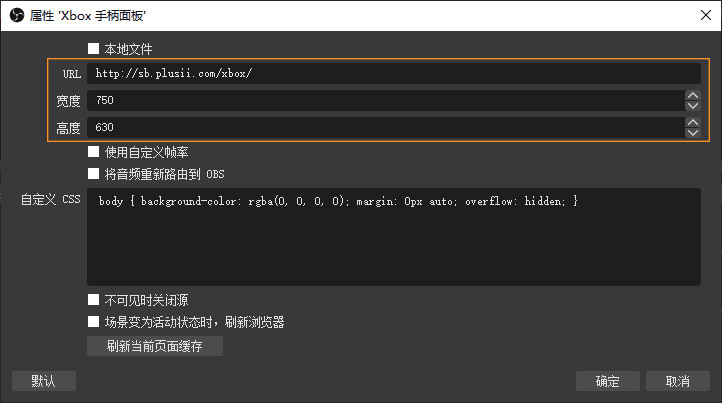 属性 'Xbox 手柄面板'
本地文件
URL http://sb.plusii.com/xbox/
宽度 750
高度 630
使用自定义帧率
将音频重新路由到 OBS
自定义 CSS body { background-color: rgba(0, 0, 0, 0); margin: 0px auto; overflow: hidden; }
不可见时关闭源
场景变为活动状态时，刷新浏览器
刷新当前页面缓存
默认 确定 取消